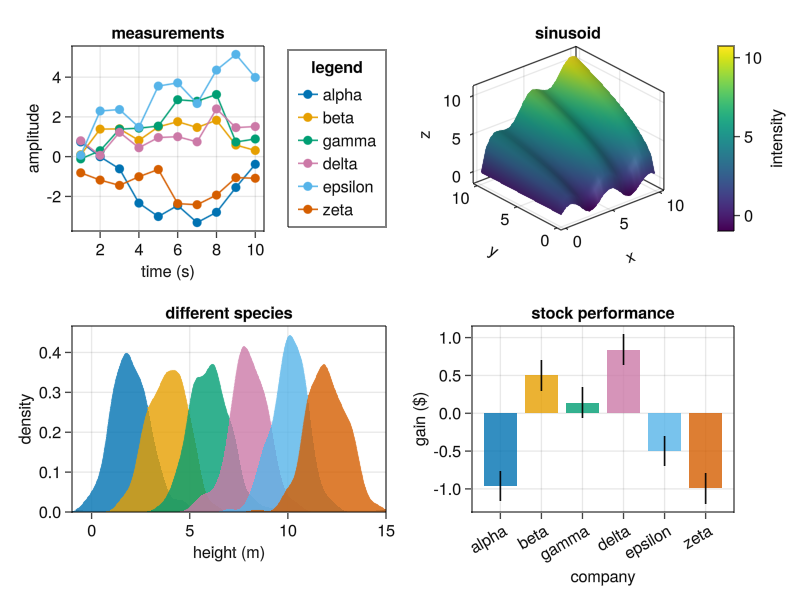 measurements
amplitude
4
2
0
-2
2 4 6 8 10
time (s)
legend
alpha
beta
gamma
delta
epsilon
zeta
sinusoid
z
10
5
0
10
5
0
y
0
5
10
x
10
5
0
intensity
different species
density
0.4
0.3
0.2
0.1
0.0
0 5 10 15
height (m)
stock performance
gain ($)
1.0
0.5
0.0
-0.5
-1.0
alpha beta gamma delta epsilon zeta
company